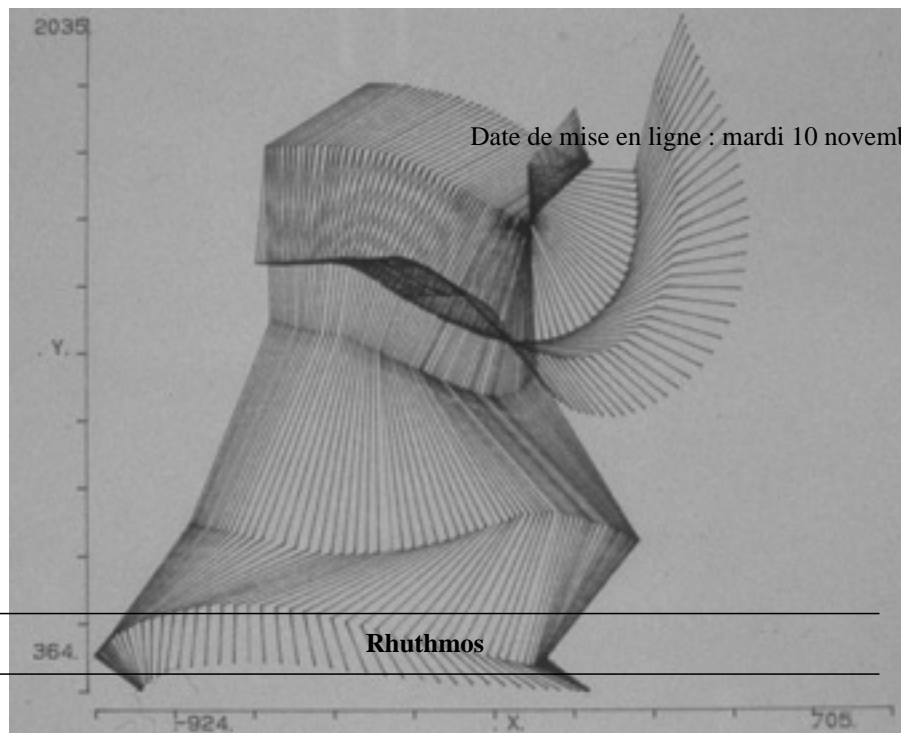 2035
Date de mise en ligne : mardi 10 novemb
. Y.
Rhuthmos
364.
-924.
. X.
705.